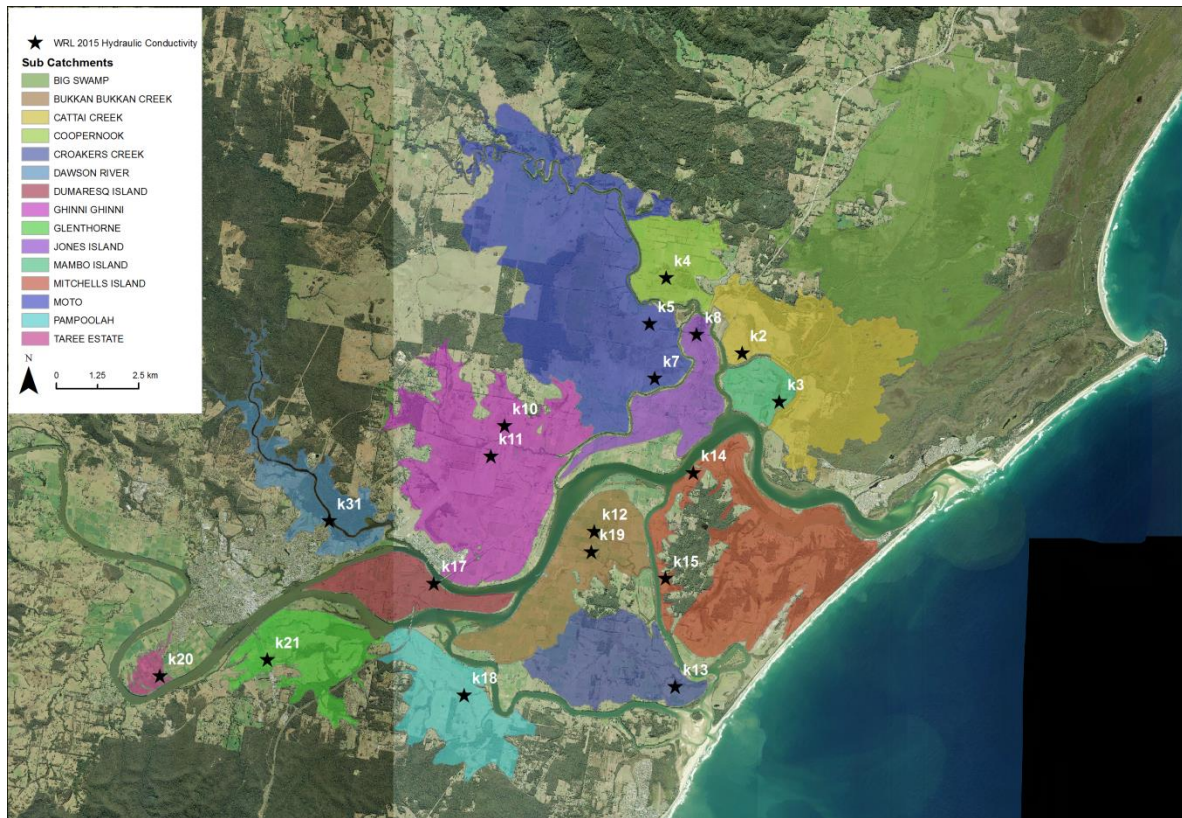 WRL 2015 Hydraulic Conductivity
Sub Catchments
BIG SWAMP
BUKKAN BUKKAN CREEK
CATTAI CREEK
COOPERNOOK
CROAKERS CREEK
DAWSON RIVER
DUMARESQ ISLAND
GHINNI GHINNI
GLENTHORNE
JONES ISLAND
MAMBO ISLAND
MITCHELLS ISLAND
MOTO
PAMPOOLAH
TAREE ESTATE
N
0 1.25 2.5 km
k4
k5
k8
k2
k7
k3
k10
k11
k14
k31
k12
k19
k17
k15
k21
k20
k18
k13